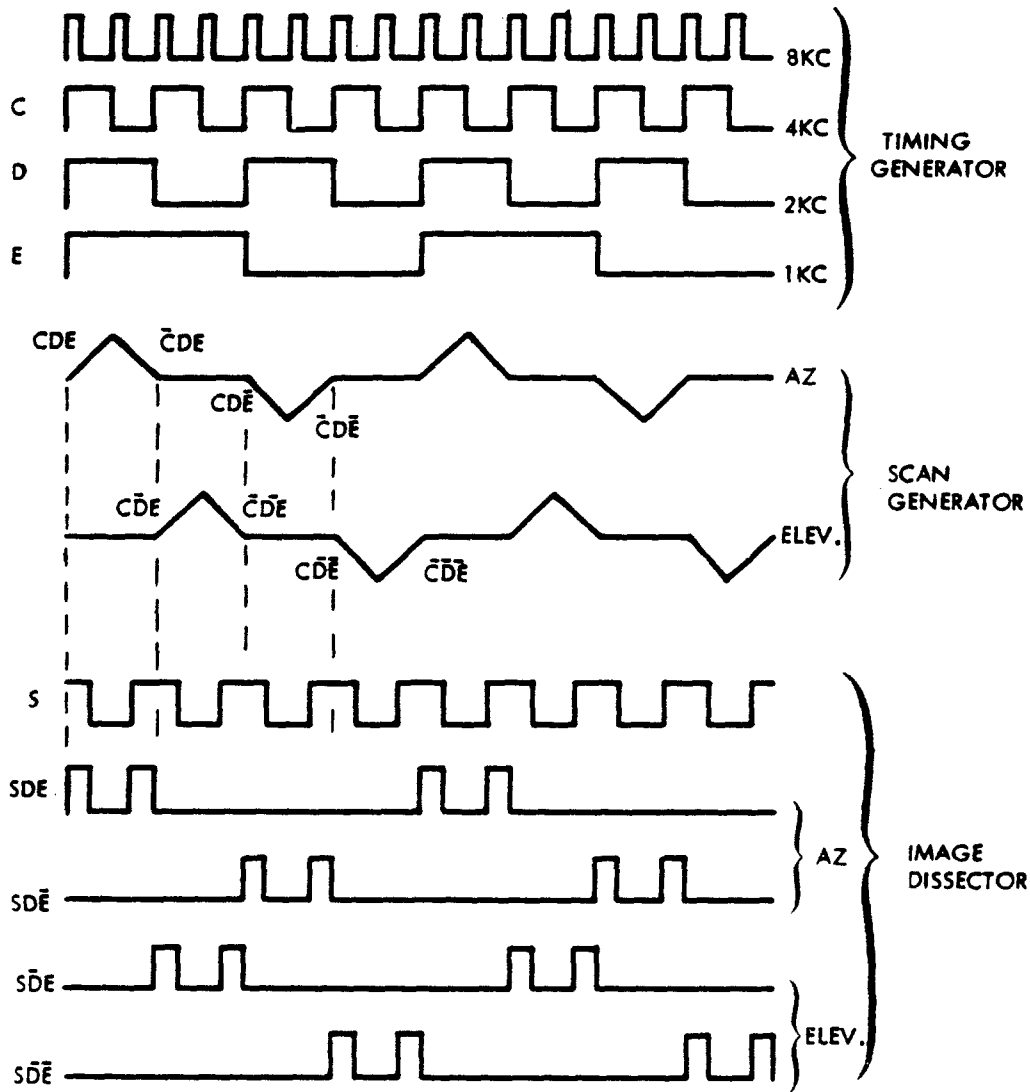 8KC
C
4KC
TIMING
GENERATOR
D
2KC
E
1KC
CDE
C̄DE
AZ
CDĒ
C̄DĒ
SCAN
GENERATOR
CD̄E
C̄D̄E
ELEV.
CD̄Ē
C̄D̄Ē
S
SDE
AZ
IMAGE
DISSECTOR
SDĒ
SD̄E
ELEV.
SD̄Ē